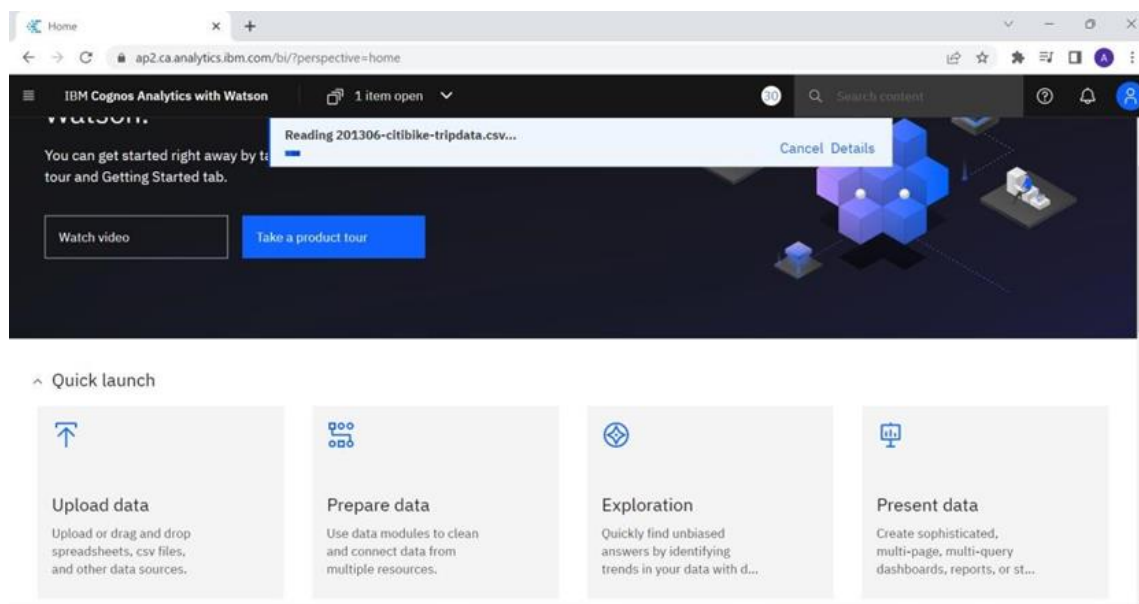 Home
ap2.ca.analytics.ibm.com/bi/?perspective=home
A
IBM Cognos Analytics with Watson
1 item open
30
Search content
Watson.
Reading 201306-citibike-tripdata.csv...
Cancel Details
You can get started right away by ta
tour and Getting Started tab.
Watch video
Take a product tour
Quick launch
Upload data
Upload or drag and drop
spreadsheets, csv files,
and other data sources.
Prepare data
Use data modules to clean
and connect data from
multiple resources.
Exploration
Quickly find unbiased
answers by identifying
trends in your data with d...
Present data
Create sophisticated,
multi-page, multi-query
dashboards, reports, or st...